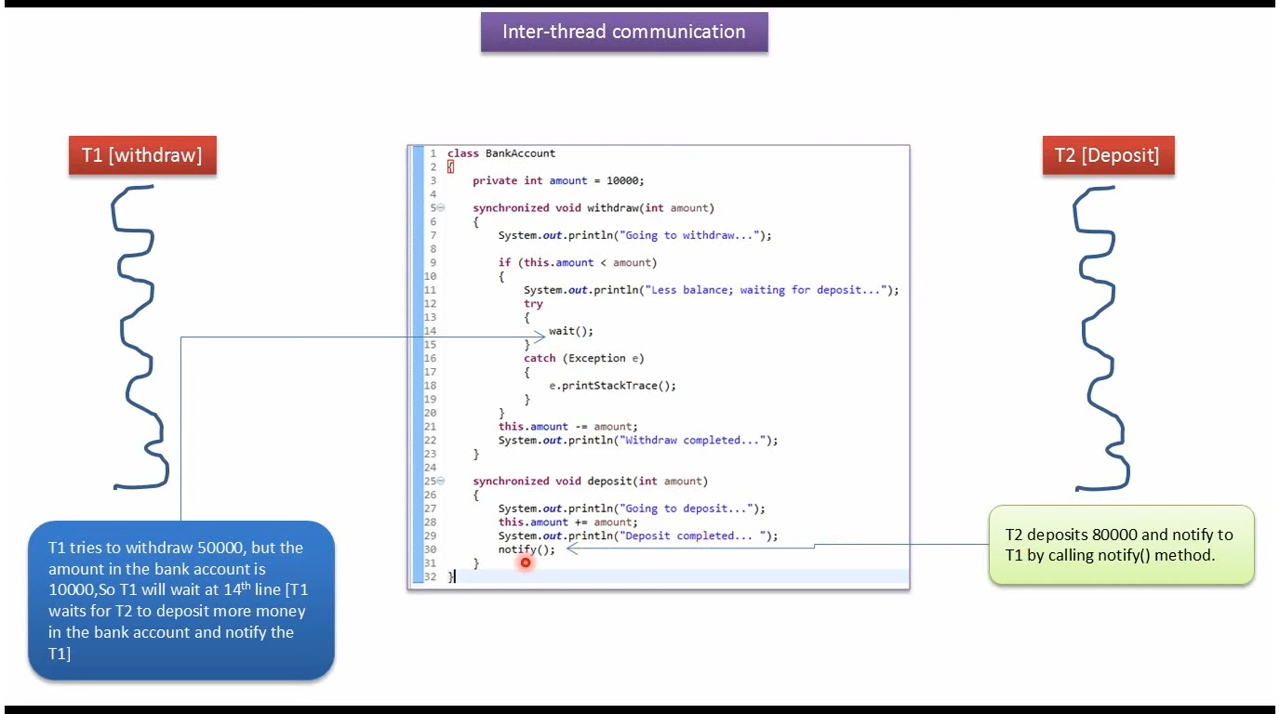 Inter-thread communication
T1 [withdraw]
T2 [Deposit]
1 class BankAccount
2 {
3 private int amount = 10000;
4
5 synchronized void withdraw(int amount)
6 {
7 System.out.println("Going to withdraw...");
8
9 if (this.amount < amount)
10 {
11 System.out.println("Less balance; waiting for deposit...");
12 try
13 {
14 wait();
15 }
16 catch (Exception e)
17 {
18 e.printStackTrace();
19 }
20 }
21 this.amount -= amount;
22 System.out.println("Withdraw completed...");
23 }
24
25 synchronized void deposit(int amount)
26 {
27 System.out.println("Going to deposit...");
28 this.amount += amount;
29 System.out.println("Deposit completed... ");
30 notify();
31 }
32 }
T1 tries to withdraw 50000, but the
amount in the bank account is
10000,So T1 will wait at 14th line [T1
waits for T2 to deposit more money
in the bank account and notify the
T1]
T2 deposits 80000 and notify to
T1 by calling notify() method.